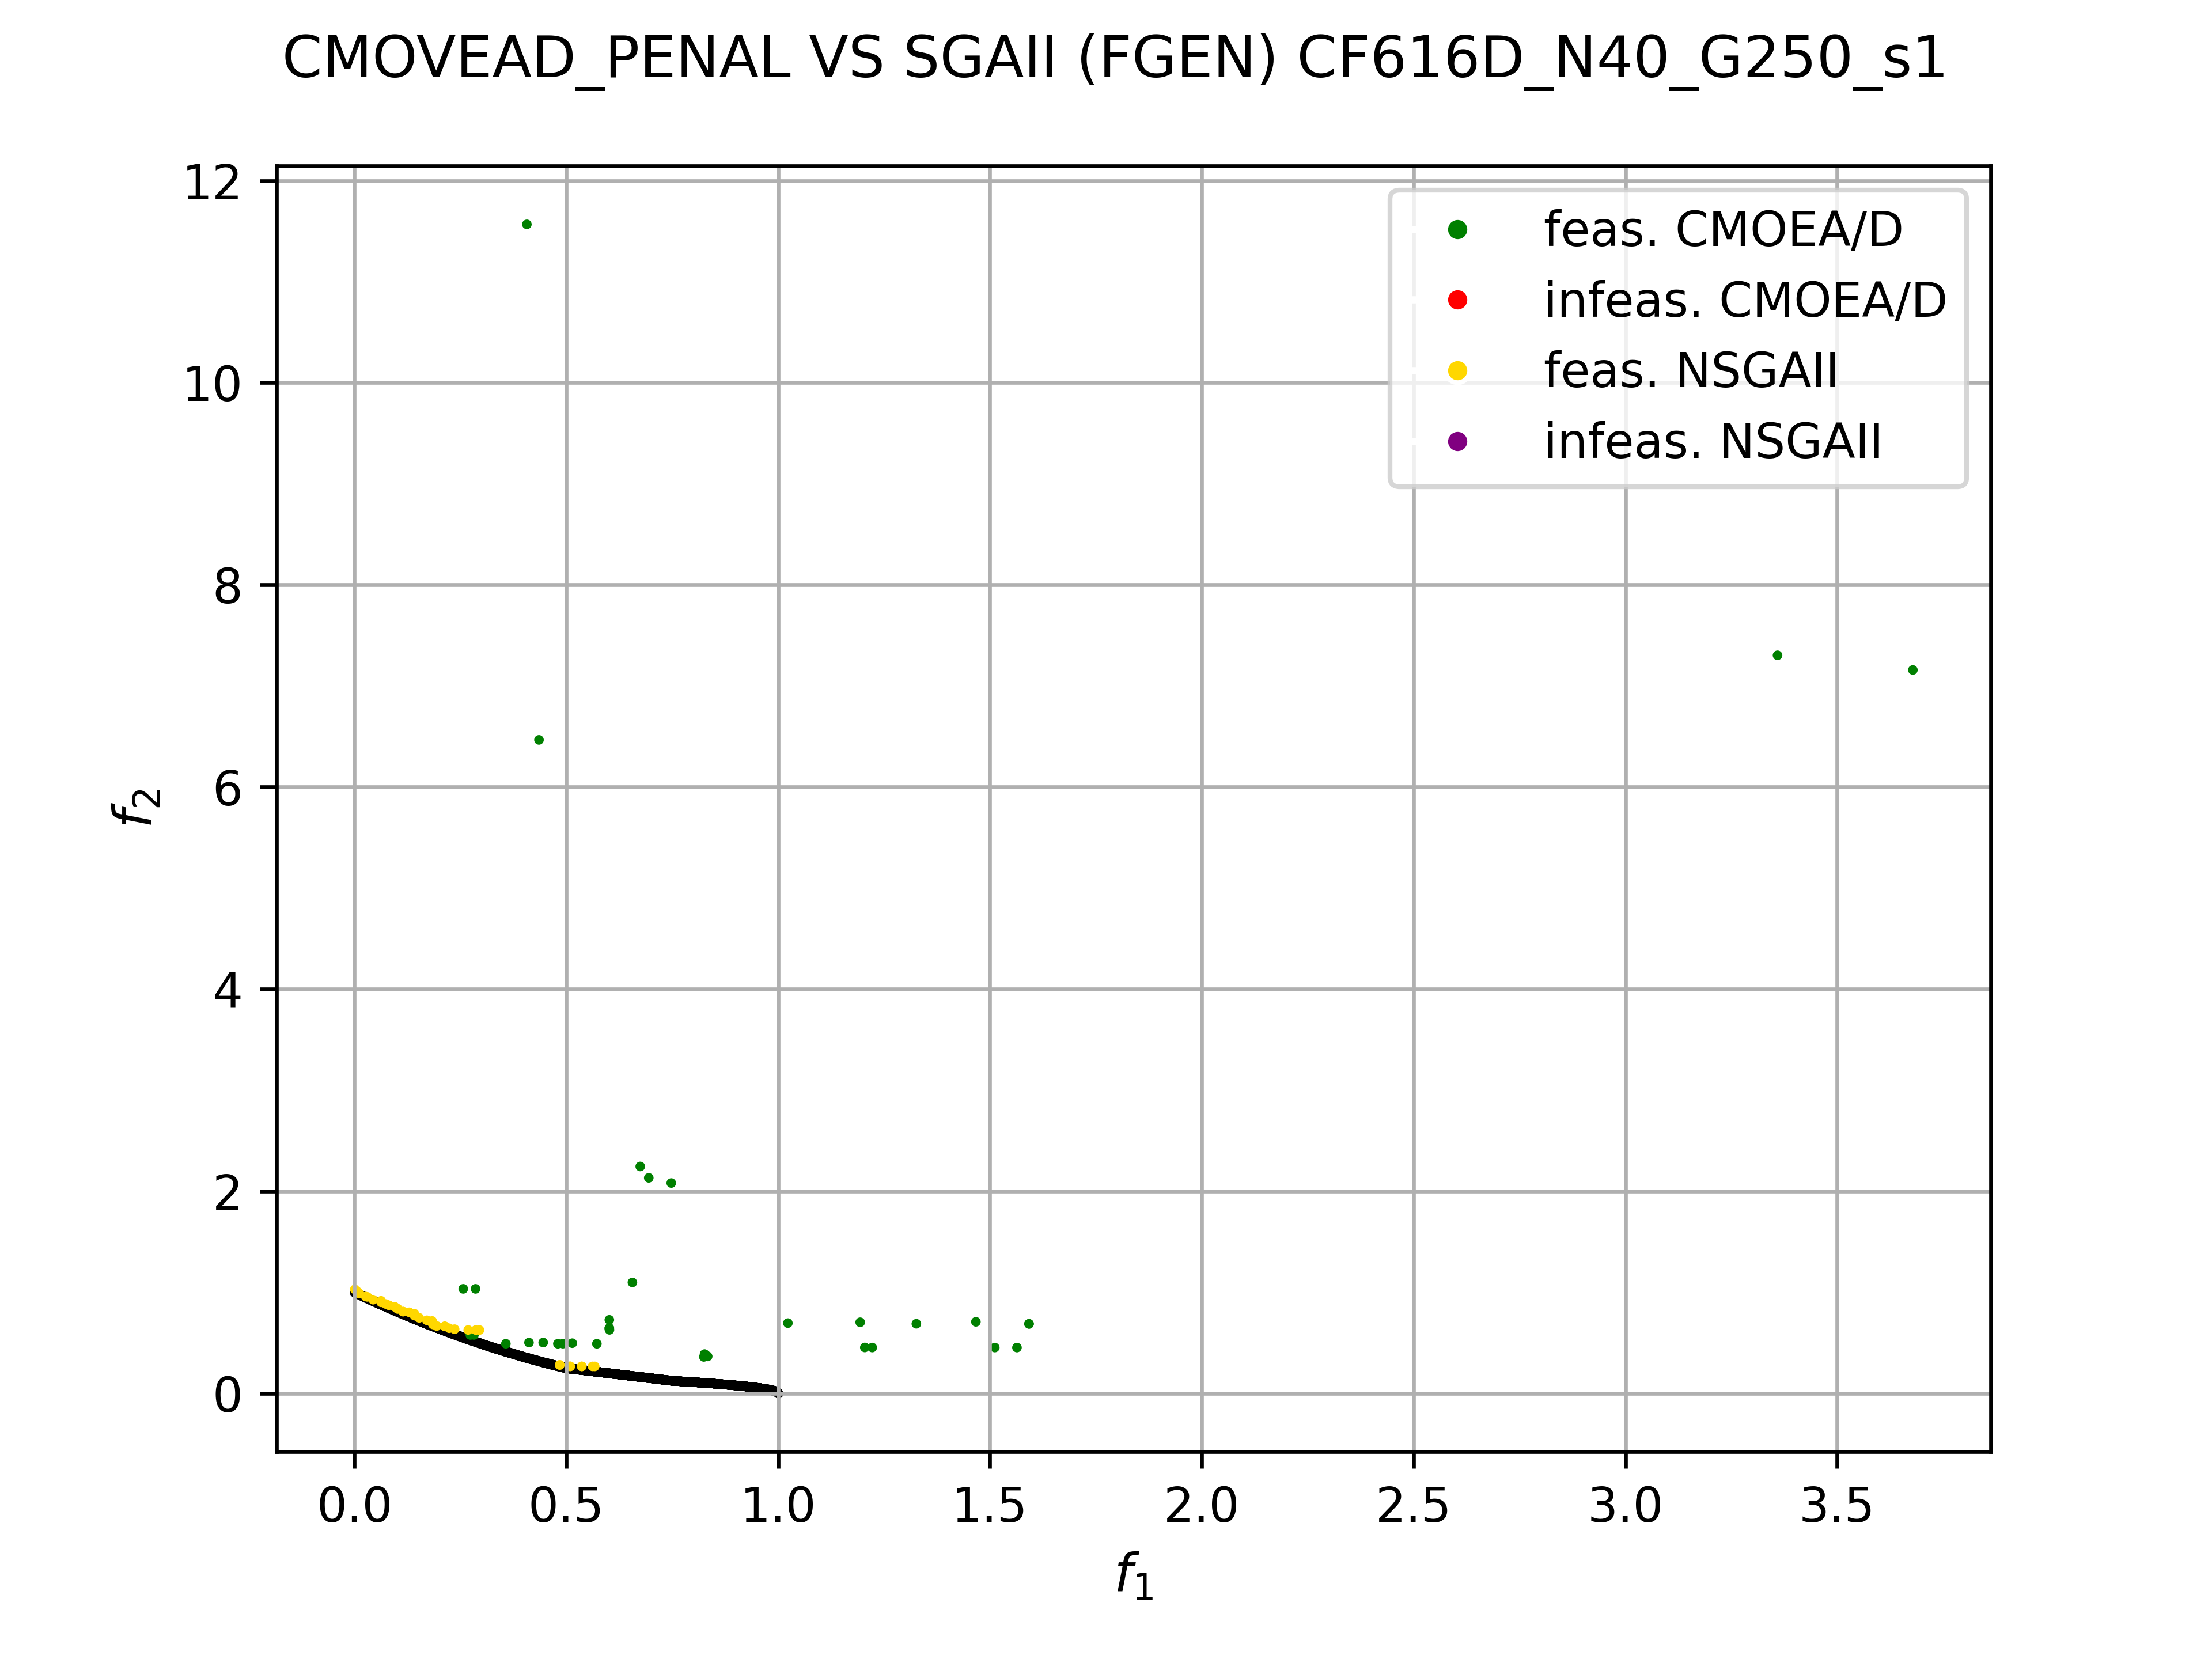 CMOVEAD_PENAL VS SGAII (FGEN) CF616D_N40_G250_s1
12
10
8
6
4
2
0
f2
feas. CMOEA/D
infeas. CMOEA/D
feas. NSGAII
infeas. NSGAII
0.0 0.5 1.0 1.5 2.0 2.5 3.0 3.5
f1